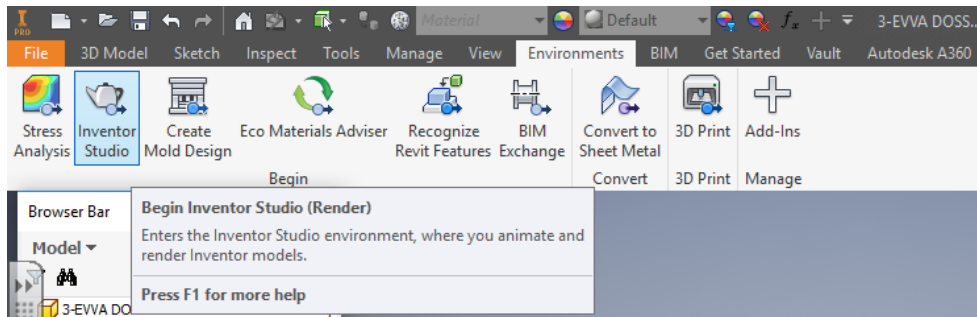 PRO Material Default fx 3-EVVA DOSS...
File 3D Model Sketch Inspect Tools Manage View Environments BIM Get Started Vault Autodesk A360
Stress Inventor Create Eco Materials Adviser Recognize BIM Convert to 3D Print Add-Ins
Analysis Studio Mold Design Revit Features Exchange Sheet Metal
Begin Convert 3D Print Manage
Browser Bar
Begin Inventor Studio (Render)
Enters the Inventor Studio environment, where you animate and
render Inventor models.
Press F1 for more help
Model
3-EVVA DO